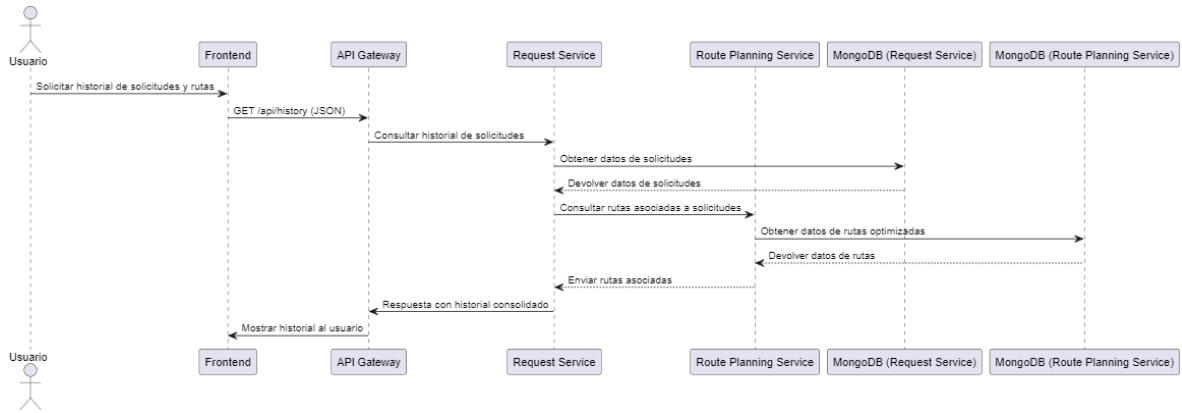 Usuario
Frontend
API Gateway
Request Service
Route Planning Service
MongoDB (Request Service)
MongoDB (Route Planning Service)
Solicitar historial de solicitudes y rutas
GET /api/history (JSON)
Consultar historial de solicitudes
Obtener datos de solicitudes
Devolver datos de solicitudes
Consultar rutas asociadas a solicitudes
Obtener datos de rutas optimizadas
Devolver datos de rutas
Enviar rutas asociadas
Respuesta con historial consolidado
Mostrar historial al usuario
Usuario
Frontend
API Gateway
Request Service
Route Planning Service
MongoDB (Request Service)
MongoDB (Route Planning Service)